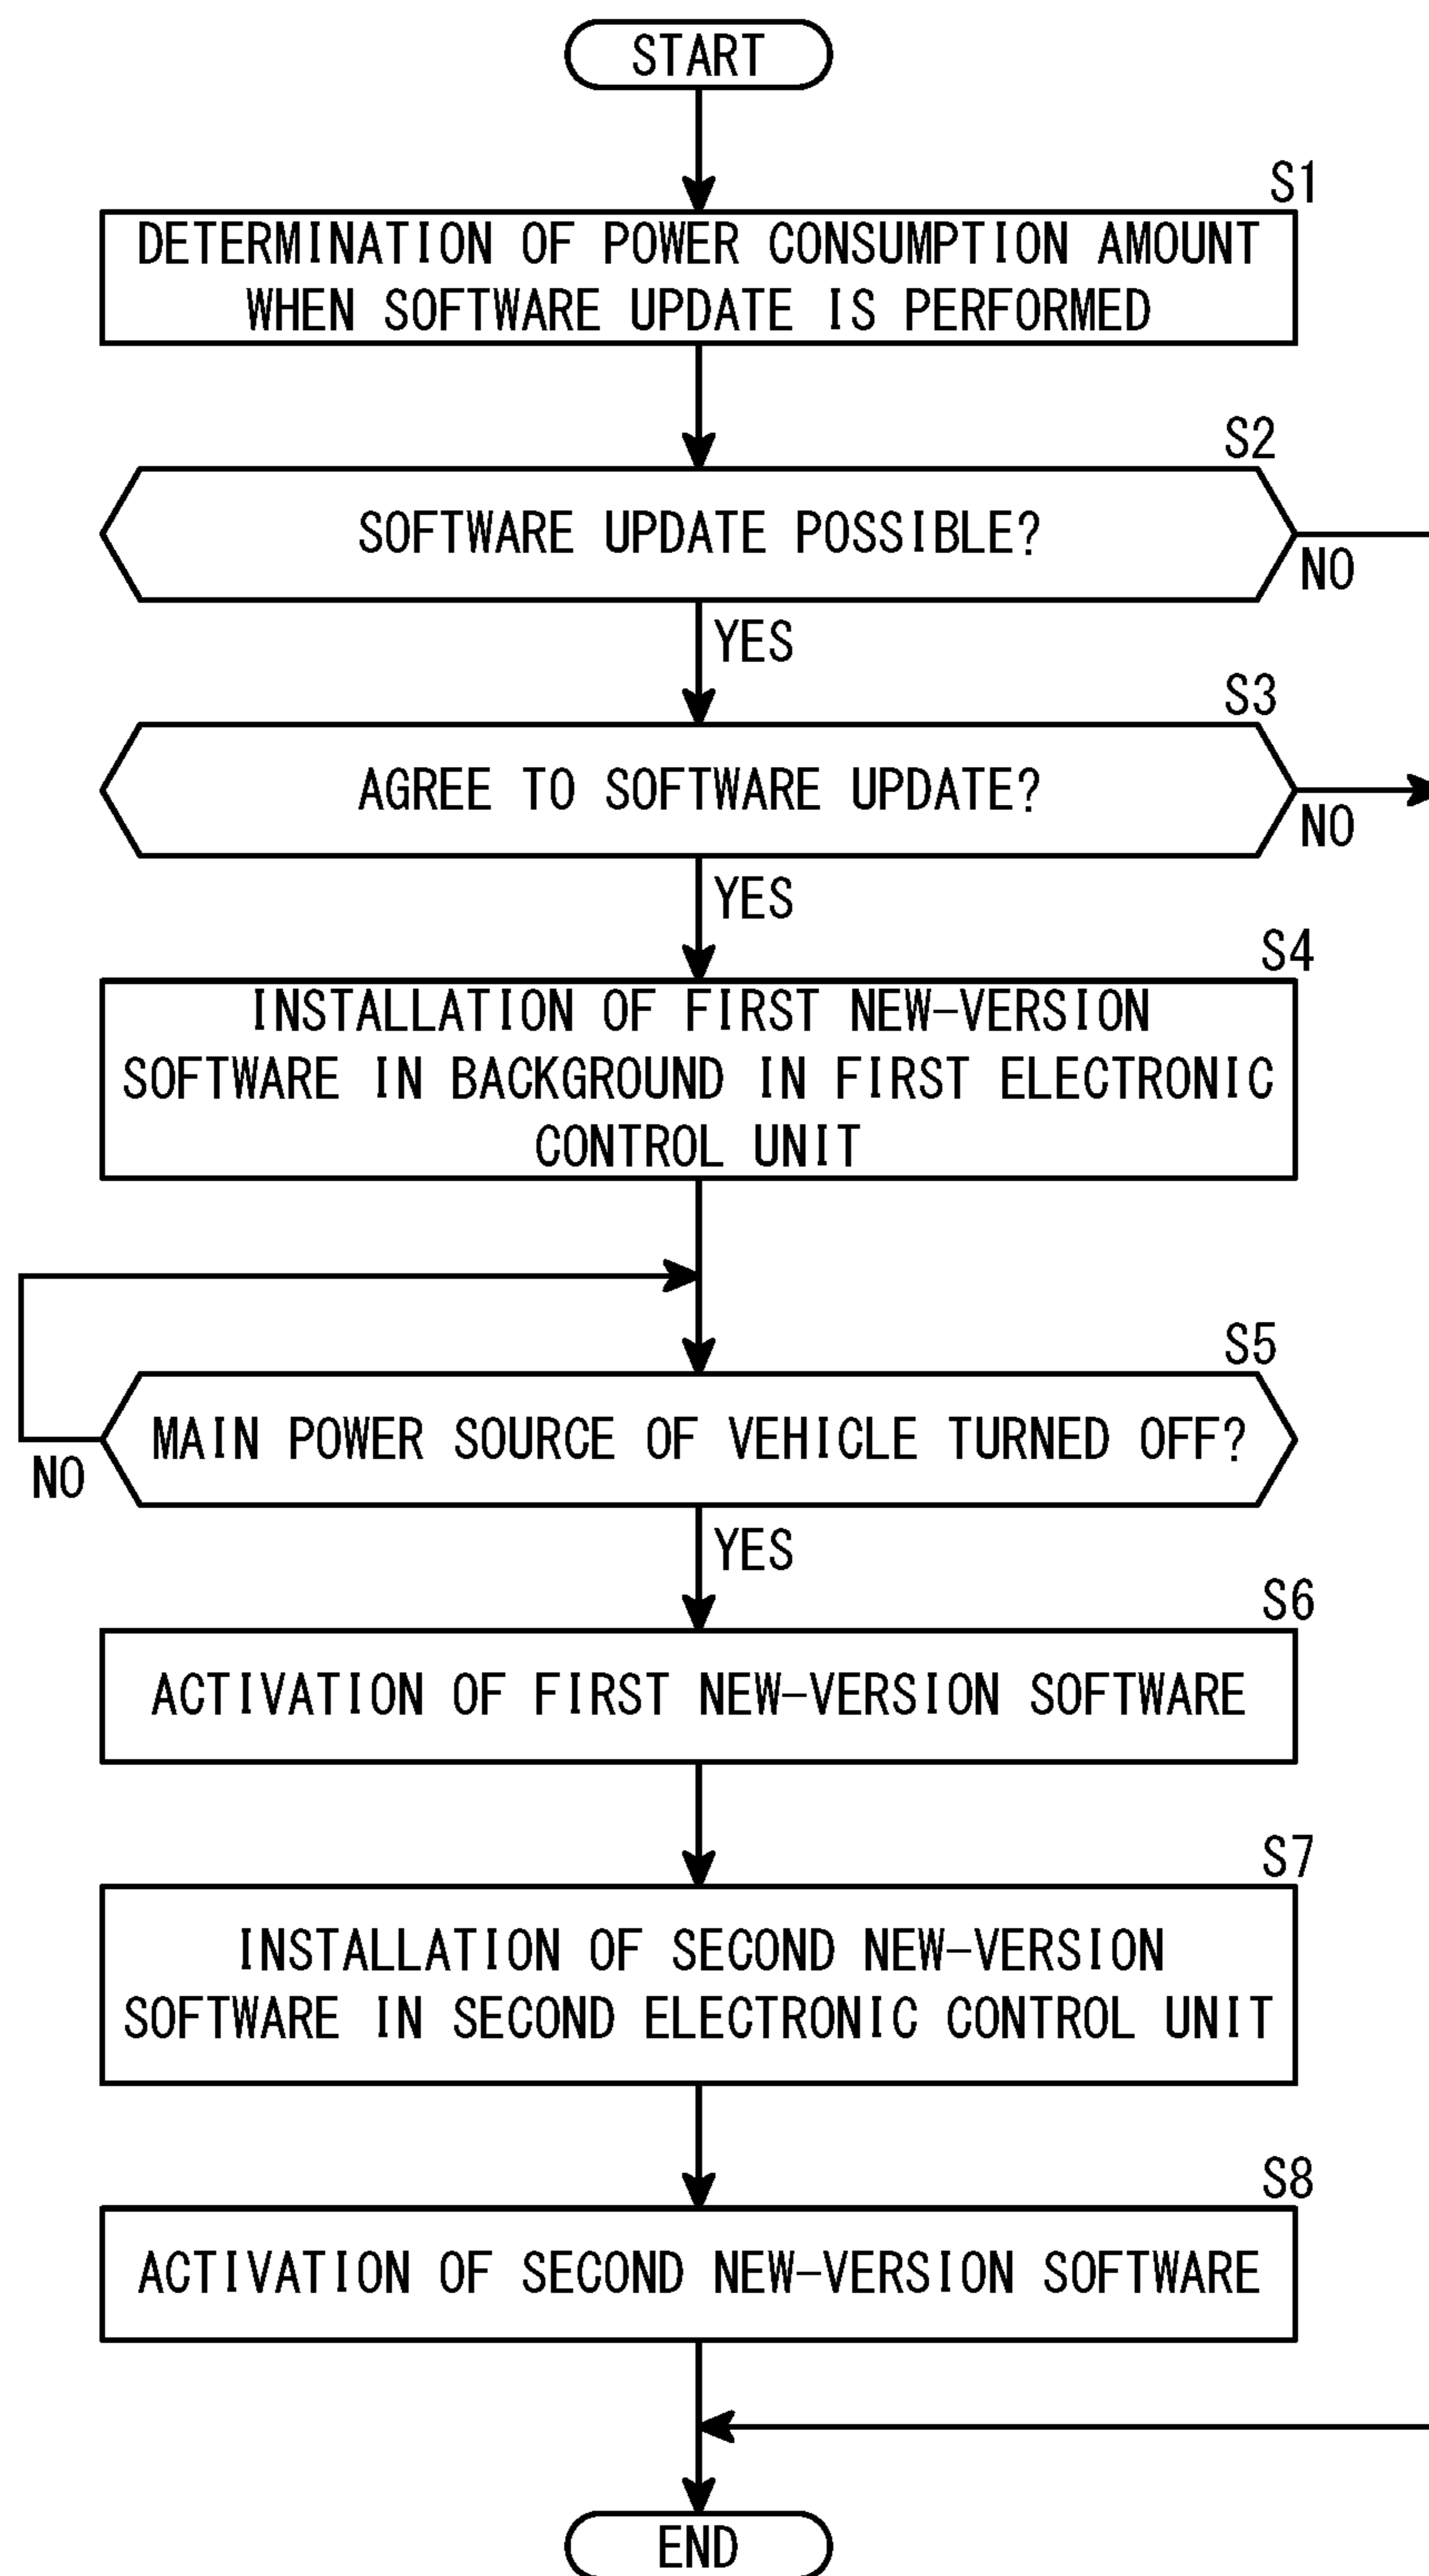 START
S1
DETERMINATION OF POWER CONSUMPTION AMOUNT
WHEN SOFTWARE UPDATE IS PERFORMED
S2
SOFTWARE UPDATE POSSIBLE?
NO
YES
S3
AGREE TO SOFTWARE UPDATE?
NO
YES
S4
INSTALLATION OF FIRST NEW-VERSION
SOFTWARE IN BACKGROUND IN FIRST ELECTRONIC
CONTROL UNIT
S5
MAIN POWER SOURCE OF VEHICLE TURNED OFF?
NO
YES
S6
ACTIVATION OF FIRST NEW-VERSION SOFTWARE
S7
INSTALLATION OF SECOND NEW-VERSION
SOFTWARE IN SECOND ELECTRONIC CONTROL UNIT
S8
ACTIVATION OF SECOND NEW-VERSION SOFTWARE
END